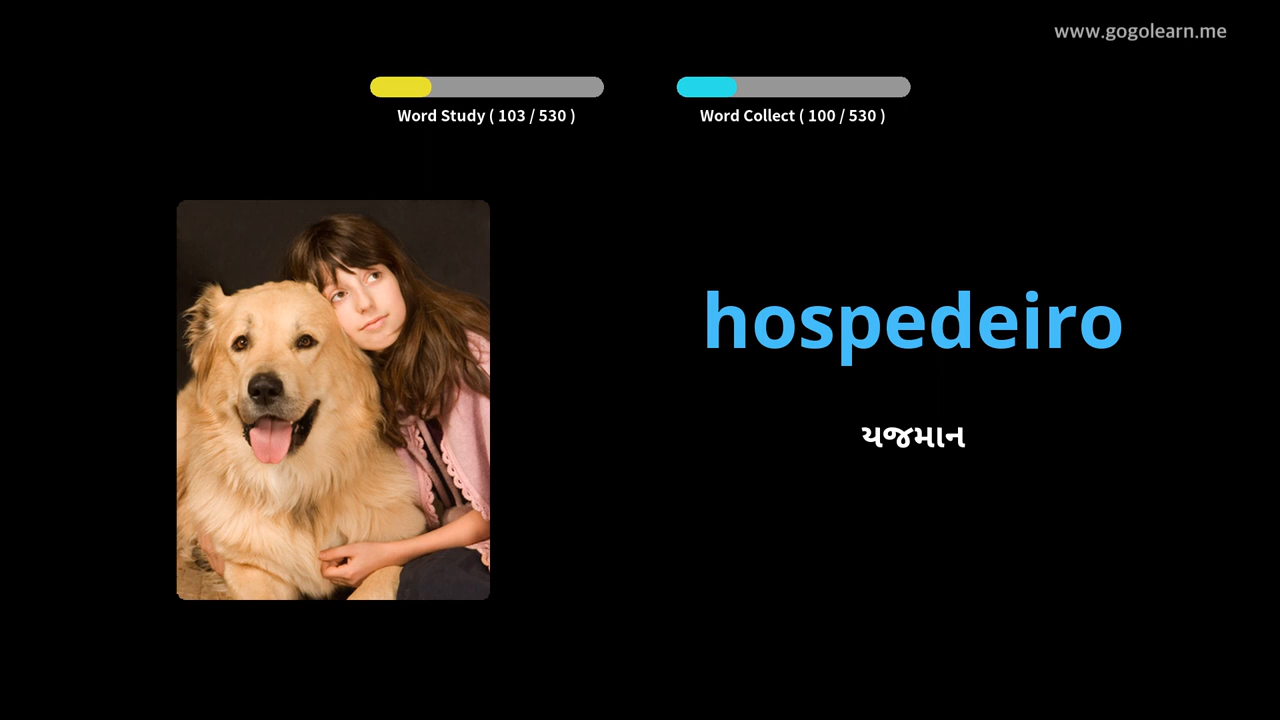 www.gogolearn.me
Word Study ( 103 / 530 )
Word Collect ( 100 / 530 )
hospedeiro
યજમાન